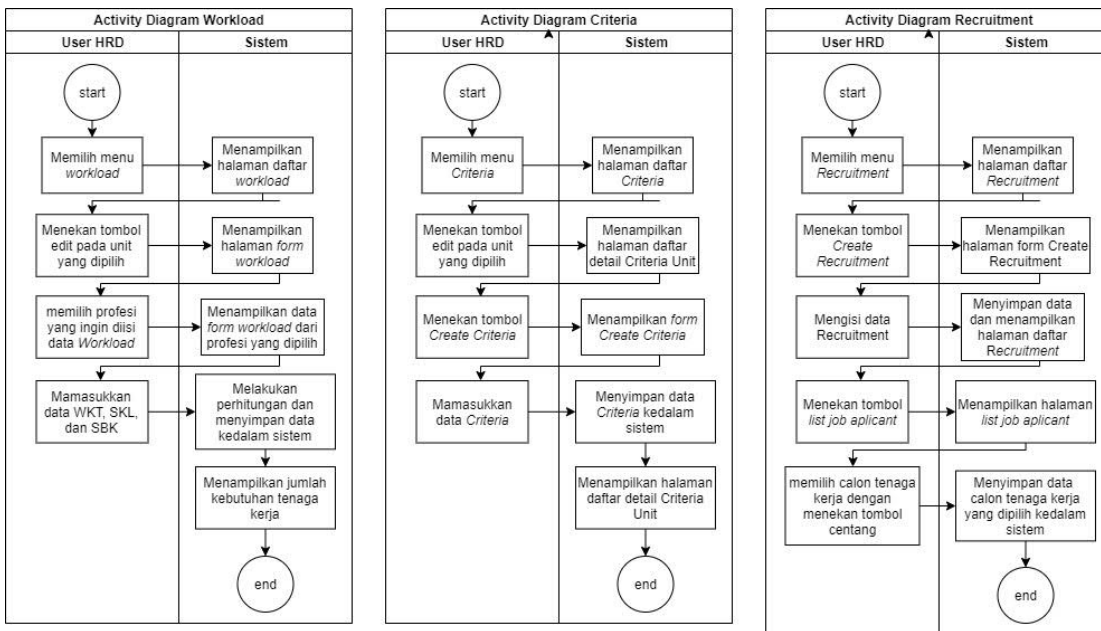 Activity Diagram Workload
User HRD
Sistem
start
Memilih menu
workload
Menampilkan
halaman daftar
workload
Menekan tombol
edit pada unit
yang dipilih
Menampilkan
halaman form
workload
memilih profesi
yang ingin diisi
data Workload
Menampilkan data
form workload dari
profesi yang dipilih
Mamasukkan
data WKT, SKL,
dan SBK
Melakukan
perhitungan dan
menyimpan data
kedalam sistem
Menampilkan jumlah
kebutuhan tenaga
kerja
end
Activity Diagram Criteria
User HRD
Sistem
start
Memilih menu
Criteria
Menampilkan
halaman daftar
Criteria
Menekan tombol
edit pada unit
yang dipilih
Menampilkan
halaman daftar
detail Criteria Unit
Menekan tombol
Create Criteria
Menampilkan form
Create Criteria
Mamasukkan
data Criteria
Menyimpan data
Criteria kedalam
sistem
Menampilkan halaman
daftar detail Criteria
Unit
end
Activity Diagram Recruitment
User HRD
Sistem
start
Memilih menu
Recruitment
Menampilkan
halaman daftar
Recruitment
Menekan tombol
Create
Recruitment
Menampilkan
halaman form Create
Recruitment
Mengisi data
Recruitment
Menyimpan data
dan menampilkan
halaman daftar
Recruitment
Menekan tombol
list job aplicant
Menampilkan halaman
list job aplicant
memilih calon tenaga
kerja dengan
menekan tombol
centang
Menyimpan data
calon tenaga kerja
yang dipilih kedalam
sistem
end